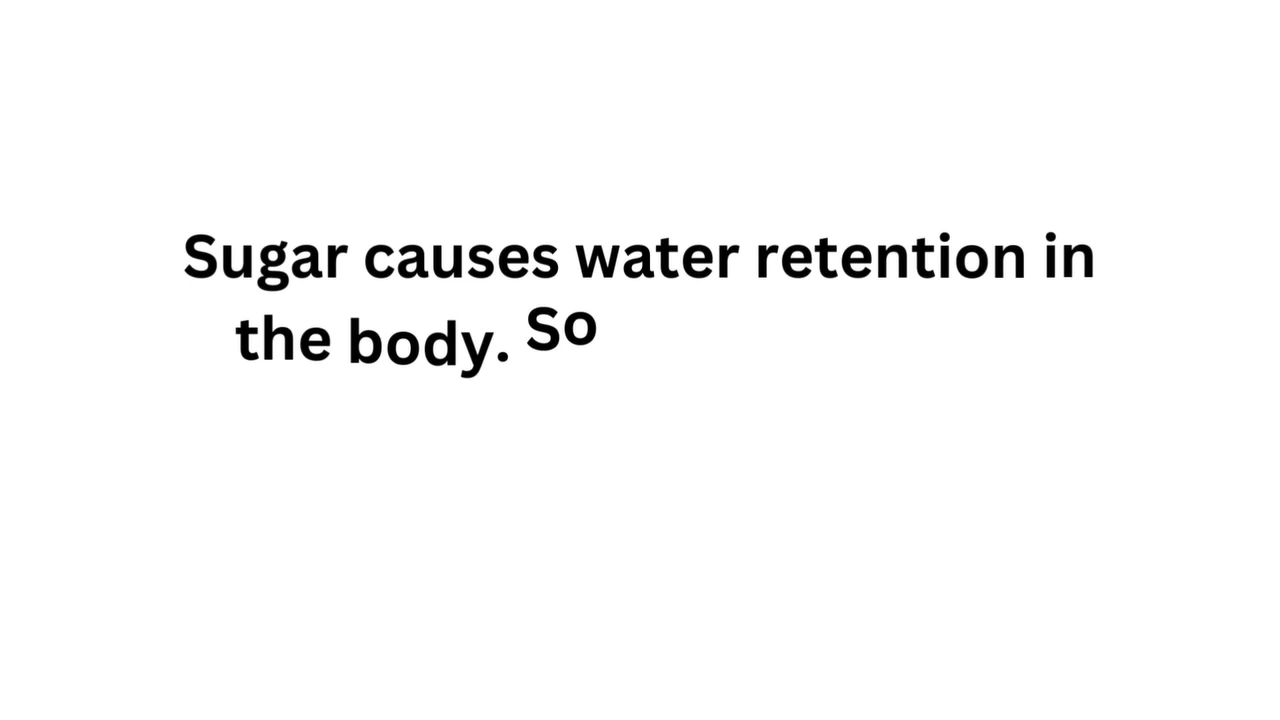 Sugar causes water retention in
the body. So